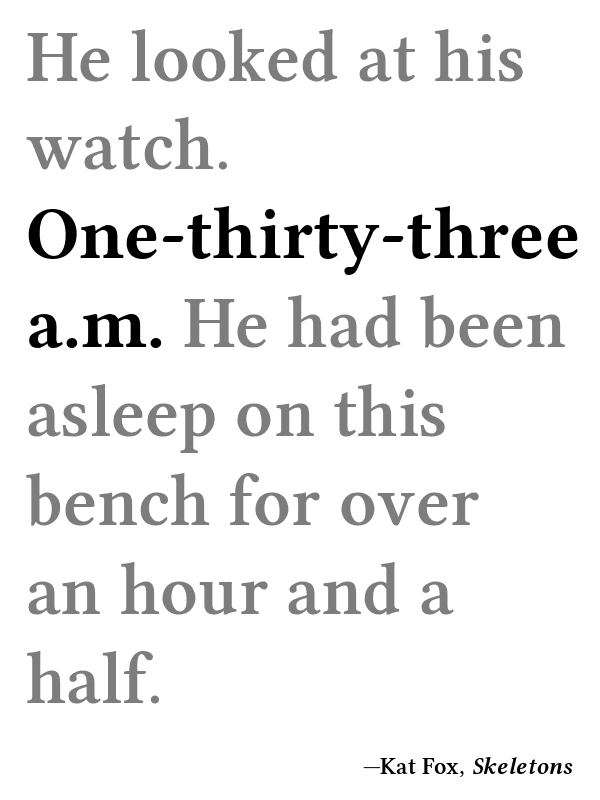 He looked at his
watch.
One-thirty-three
a.m. He had been
asleep on this
bench for over
an hour and a
half.
—Kat Fox, Skeletons